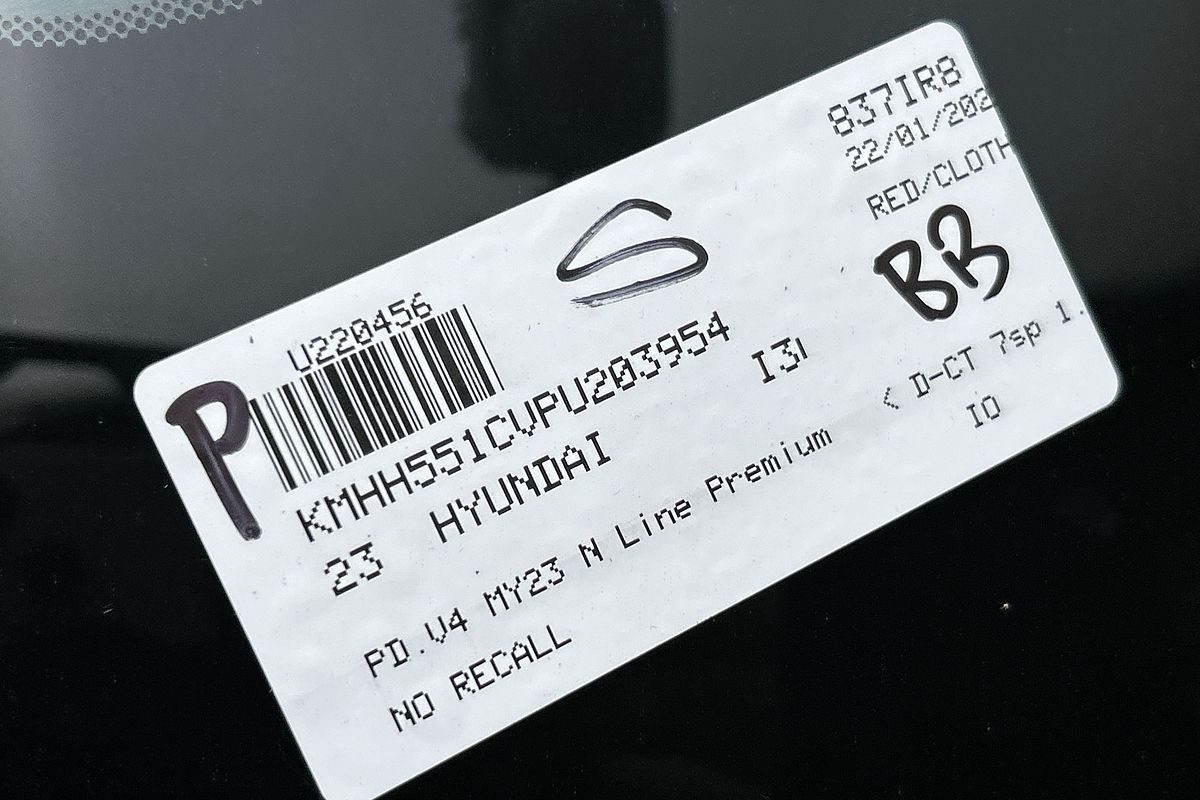 837IR8
22/01/202
RED/CLOTH
S
BB
U220456
P
KMHH551CVPU203954
23 HYUNDAI I3
PD.V4 MY23 N Line Premium < D-CT 7sp 1.
IO
NO RECALL